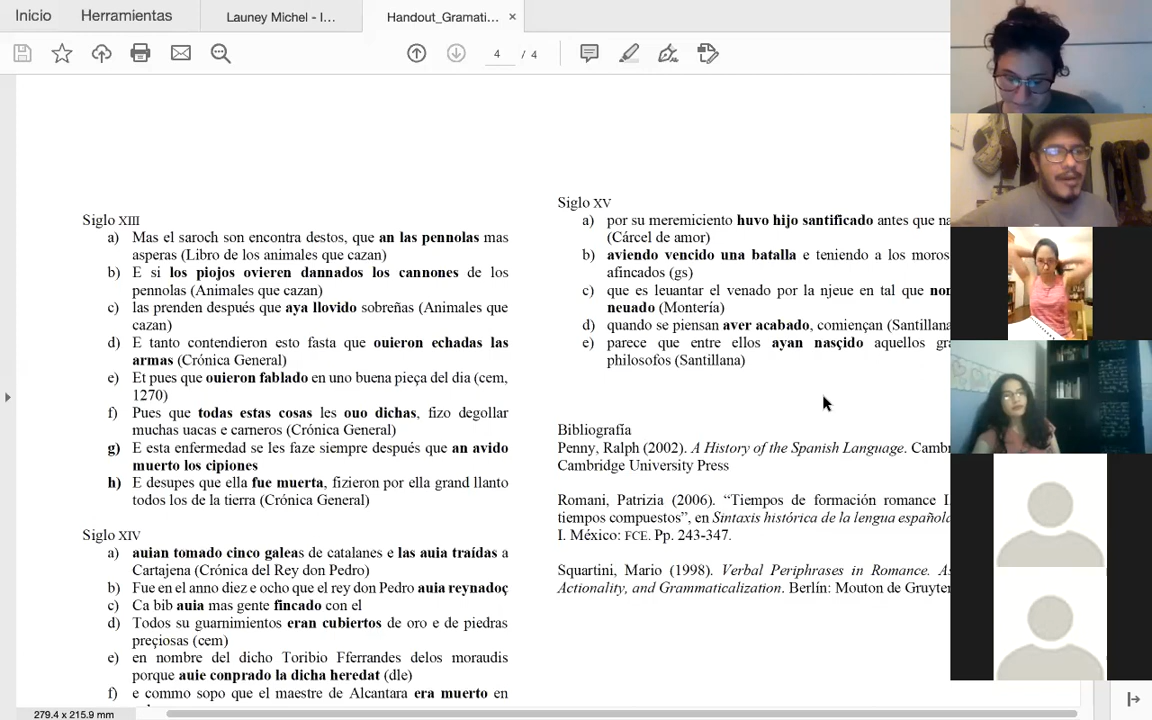 Inicio
Herramientas
Launey Michel - I...
Handout_Gramati...
4 / 4
Siglo XIII
a) Mas el saroch son encontra destos, que an las pennolas mas
asperas (Libro de los animales que cazan)
b) E si los piojos ovieren dannados los cannones de los
pennolas (Animales que cazan)
c) las prenden después que aya llovido sobreñas (Animales que
cazan)
d) E tanto contendieron esto fasta que ouieron echadas las
armas (Crónica General)
e) Et pues que ouieron fablado en uno buena pieça del dia (cem,
1270)
f) Pues que todas estas cosas les ouo dichas, fizo degollar
muchas uacas e carneros (Crónica General)
g) E esta enfermedad se les faze siempre después que an avido
muerto los cipiones
h) E desupes que ella fue muerta, fizieron por ella grand llanto
todos los de la tierra (Crónica General)
Siglo XIV
a) auian tomado cinco galeas de catalanes e las auia traídas a
Cartajena (Crónica del Rey don Pedro)
b) Fue en el anno diez e ocho que el rey don Pedro auia reynadoç
c) Ca bib auia mas gente fincado con el
d) Todos su guarnimientos eran cubiertos de oro e de piedras
preçiosas (cem)
e) en nombre del dicho Toribio Fferrandes delos moraudis
porque auie conprado la dicha heredat (dle)
f) e commo sopo que el maestre de Alcantara era muerto en
Siglo XV
a) por su meremiciento huvo hijo santificado antes que na
(Cárcel de amor)
b) aviendo vencido una batalla e teniendo a los moros
afincados (gs)
c) que es leuantar el venado por la njeue en tal que non
neuado (Montería)
d) quando se piensan aver acabado, comiençan (Santillana
e) parece que entre ellos ayan nasçido aquellos gra
philosofos (Santillana)
Bibliografía
Penny, Ralph (2002). A History of the Spanish Language. Camb
Cambridge University Press
Romani, Patrizia (2006). “Tiempos de formación romance I.
tiempos compuestos”, en Sintaxis histórica de la lengua española
I. México: FCE. Pp. 243-347.
Squartini, Mario (1998). Verbal Periphrases in Romance. As
Actionality, and Grammaticalization. Berlín: Mouton de Gruyter
279.4 x 215.9 mm